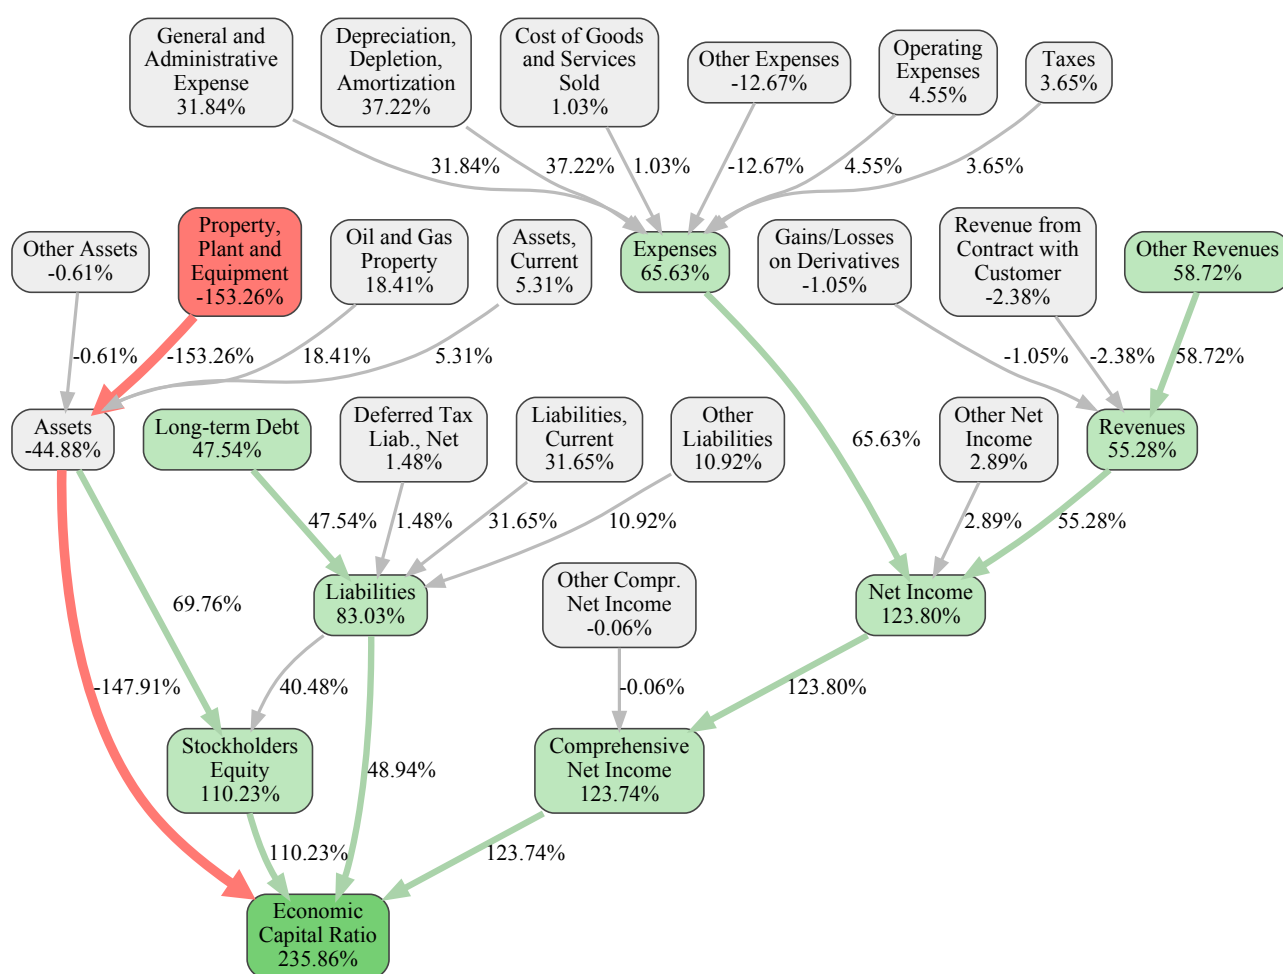 General and
Administrative
Expense
31.84%
Depreciation,
Depletion,
Amortization
37.22%
Cost of Goods
and Services
Sold
1.03%
Other Expenses
-12.67%
Operating
Expenses
4.55%
Taxes
3.65%
31.84%
37.22%
1.03%
-12.67%
4.55%
3.65%
Other Assets
-0.61%
Property,
Plant and
Equipment
-153.26%
Oil and Gas
Property
18.41%
Assets,
Current
5.31%
Expenses
65.63%
Gains/Losses
on Derivatives
-1.05%
Revenue from
Contract with
Customer
-2.38%
Other Revenues
58.72%
-0.61%
-153.26%
18.41%
5.31%
-1.05%
-2.38%
58.72%
Assets
-44.88%
Long-term Debt
47.54%
Deferred Tax
Liab., Net
1.48%
Liabilities,
Current
31.65%
Other
Liabilities
10.92%
65.63%
Other Net
Income
2.89%
Revenues
55.28%
47.54%
1.48%
31.65%
10.92%
2.89%
55.28%
69.76%
Liabilities
83.03%
Other Compr.
Net Income
-0.06%
Net Income
123.80%
-147.91%
40.48%
-0.06%
123.80%
Stockholders
Equity
110.23%
48.94%
Comprehensive
Net Income
123.74%
110.23%
123.74%
Economic
Capital Ratio
235.86%